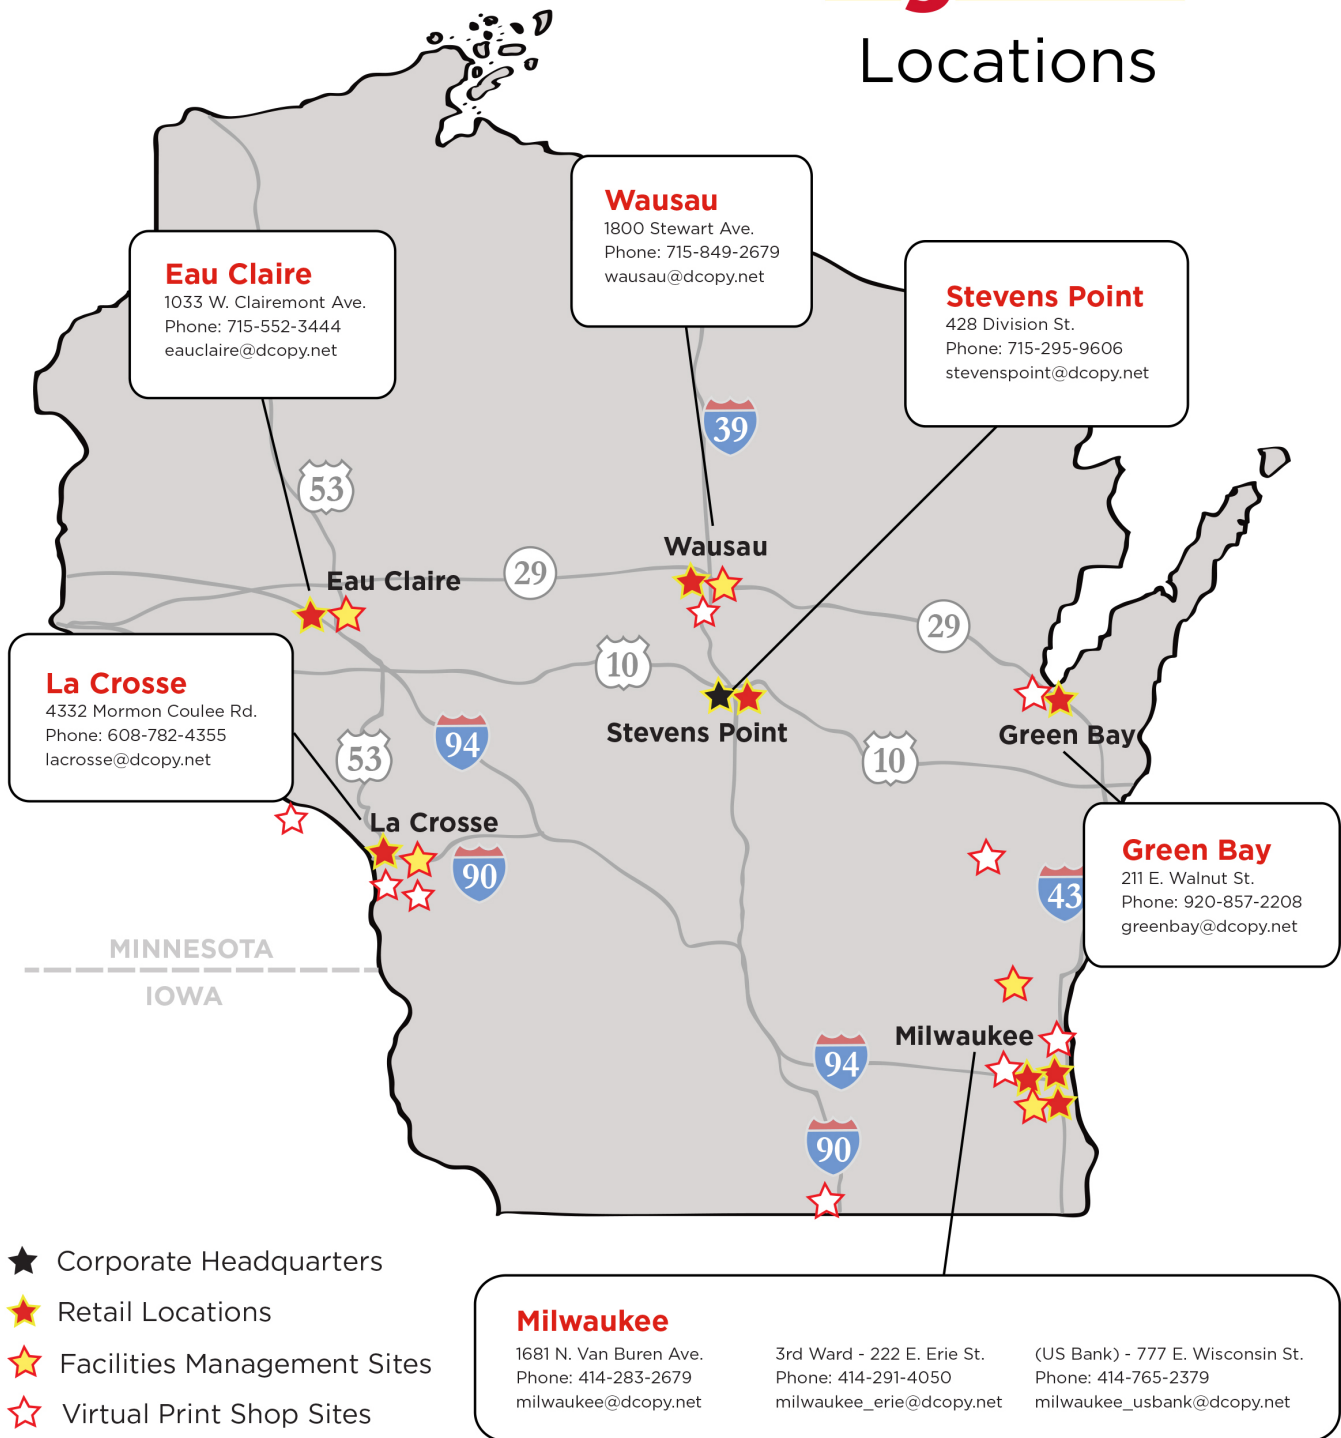 Locations
Wausau
1800 Stewart Ave.
Phone: 715-849-2679
wausau@dcopy.net
Eau Claire
1033 W. Clairemont Ave.
Phone: 715-552-3444
eauclaire@dcopy.net
Stevens Point
428 Division St.
Phone: 715-295-9606
stevenspoint@dcopy.net
39
53
Wausau
Eau Claire
29
29
10
La Crosse
4332 Mormon Coulee Rd.
Phone: 608-782-4355
lacrosse@dcopy.net
Stevens Point
Green Bay
94
53
10
La Crosse
90
43
Green Bay
211 E. Walnut St.
Phone: 920-857-2208
greenbay@dcopy.net
MINNESOTA
IOWA
Milwaukee
94
90
Corporate Headquarters
Retail Locations
Facilities Management Sites
Virtual Print Shop Sites
Milwaukee
1681 N. Van Buren Ave.
Phone: 414-283-2679
milwaukee@dcopy.net
3rd Ward - 222 E. Erie St.
Phone: 414-291-4050
milwaukee_erie@dcopy.net
(US Bank) - 777 E. Wisconsin St.
Phone: 414-765-2379
milwaukee_usbank@dcopy.net